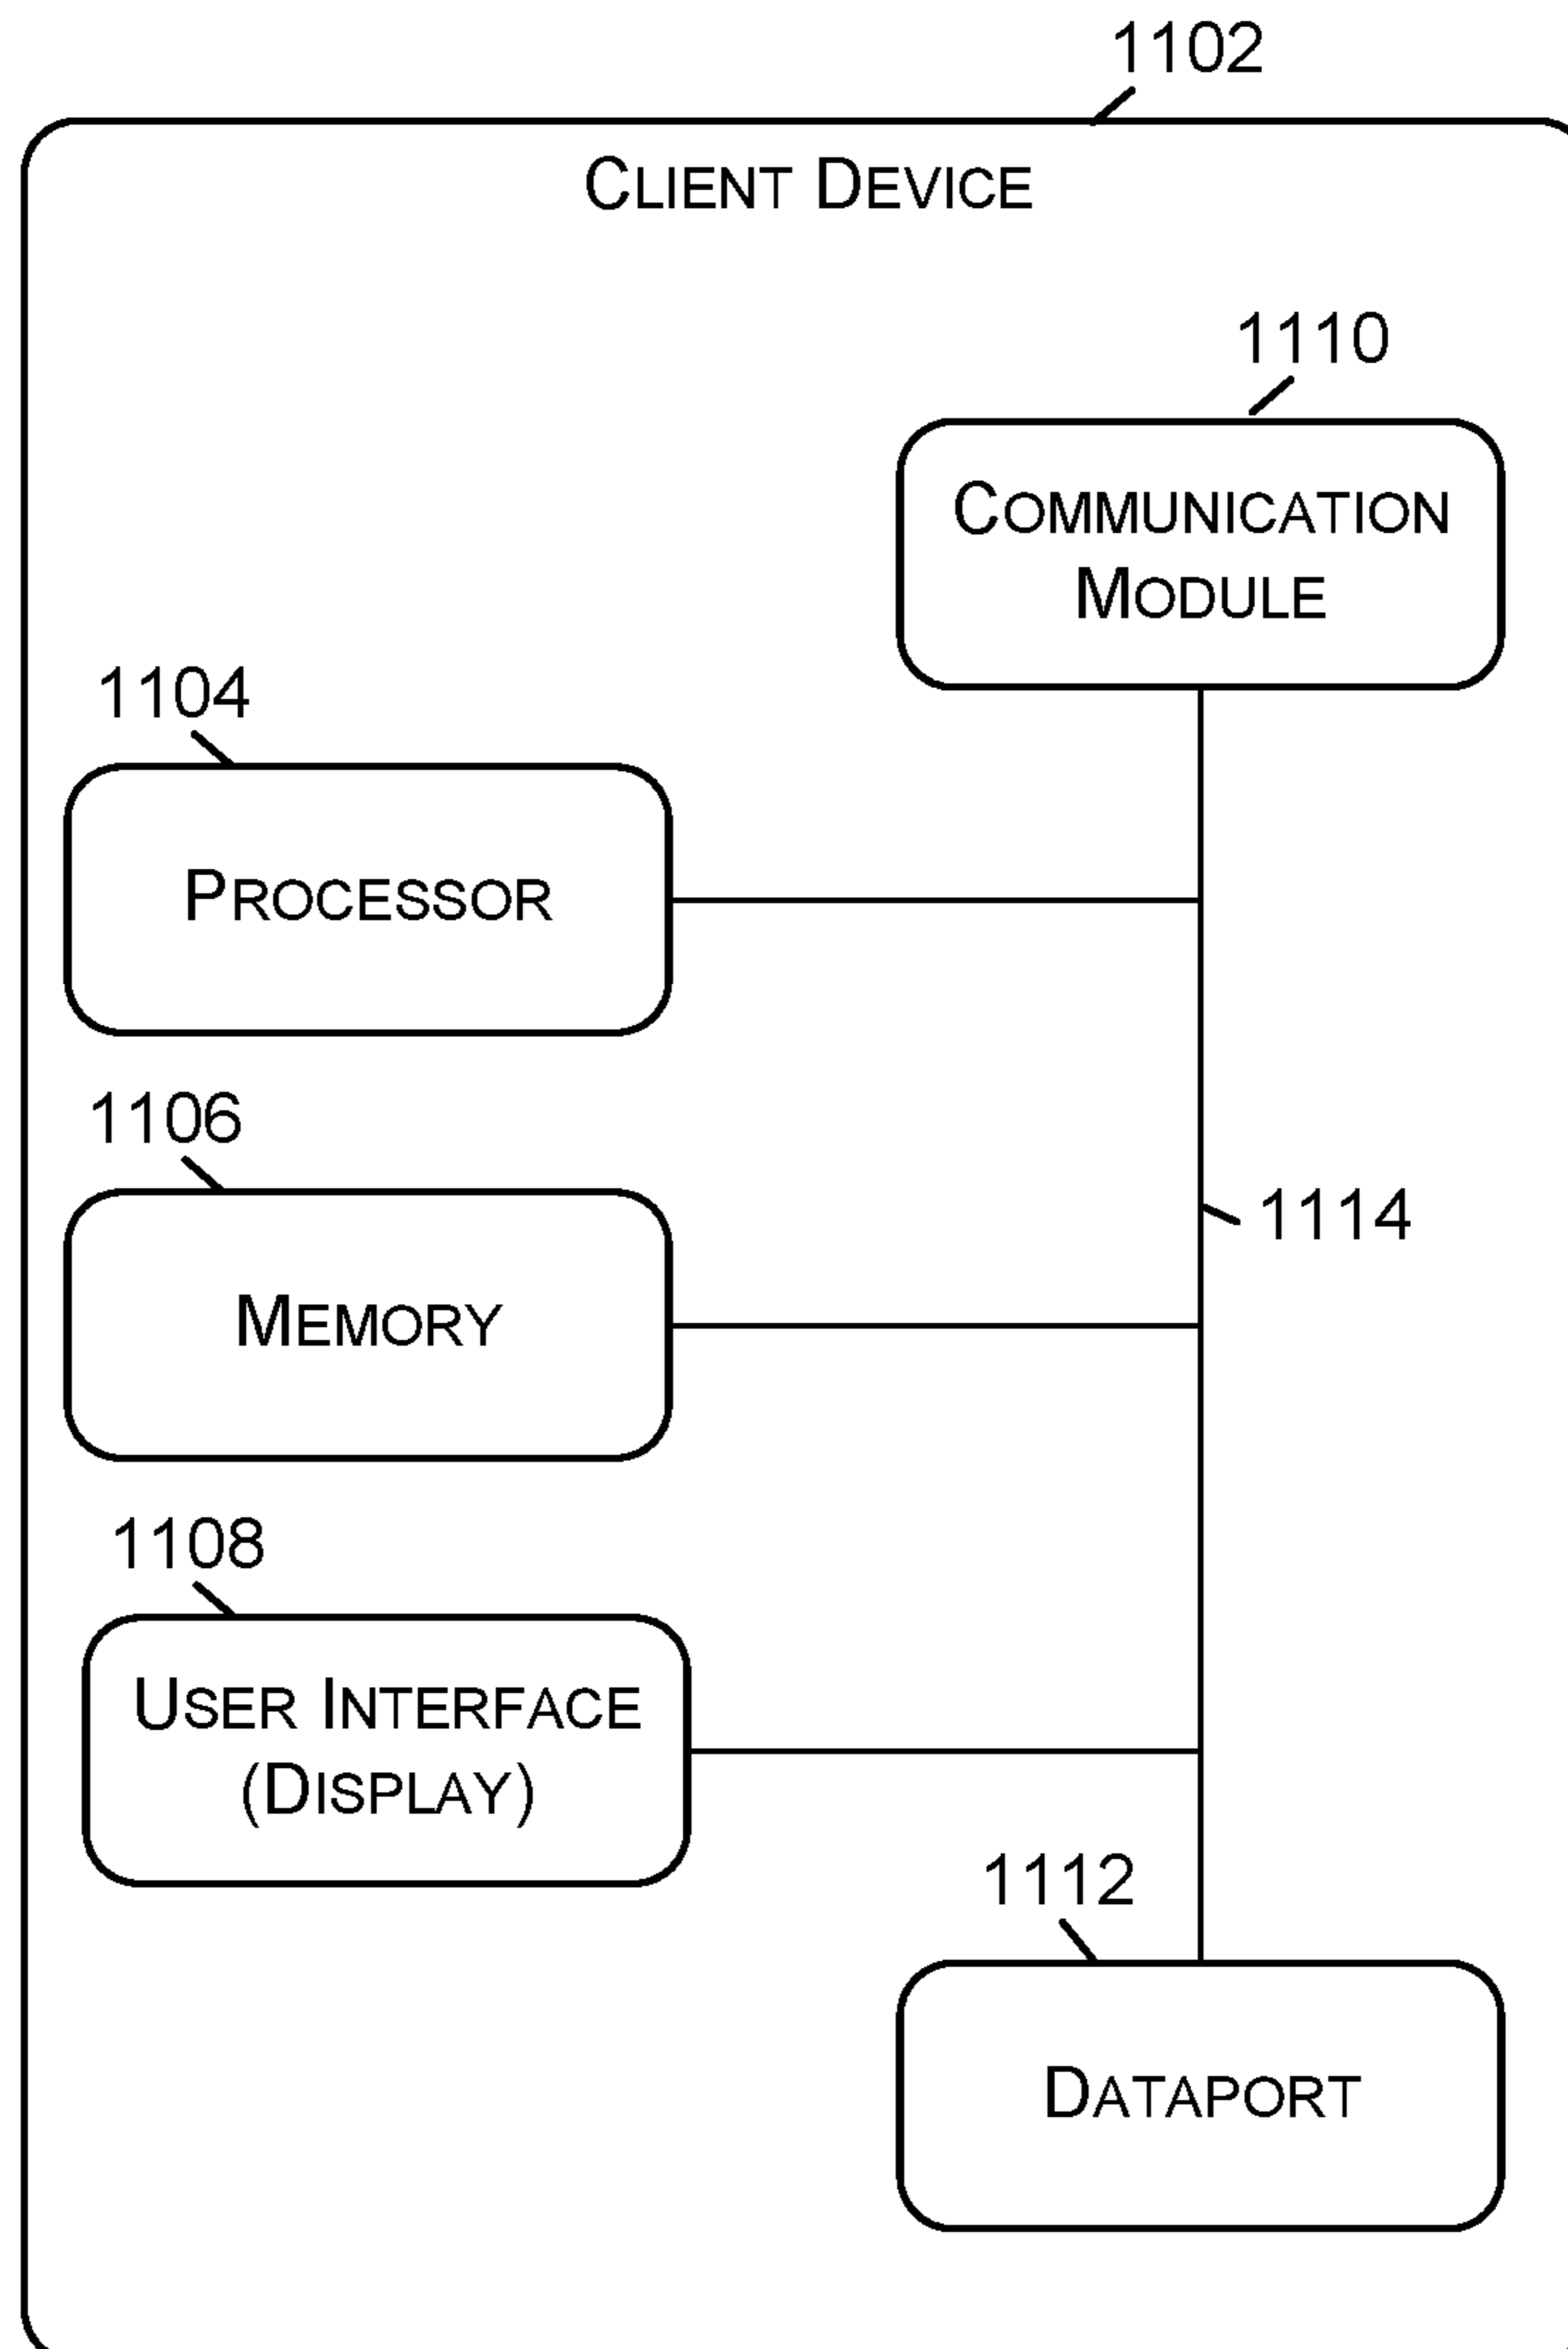 1102
CLIENT DEVICE
1110
COMMUNICATION
MODULE
1104
PROCESSOR
1106
MEMORY
1114
1108
USER INTERFACE
(DISPLAY)
1112
DATAPORT